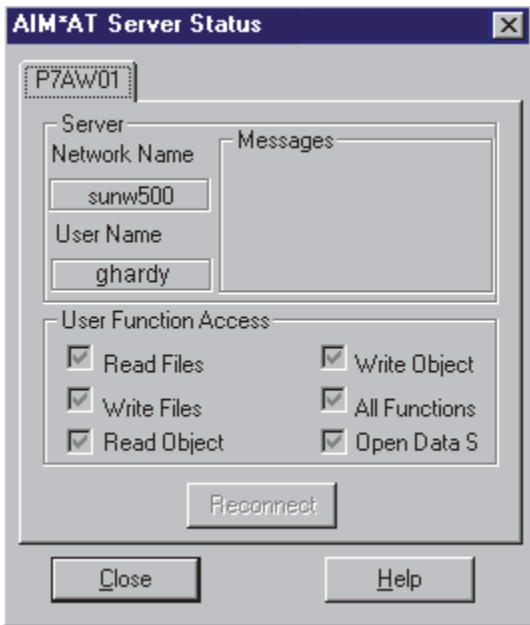 AIM*AT Server Status
P7AW01
Server
Network Name
sunw500
User Name
ghardy
Messages
User Function Access
Read Files
Write Object
Write Files
All Functions
Read Object
Open Data S
Reconnect
Close
Help